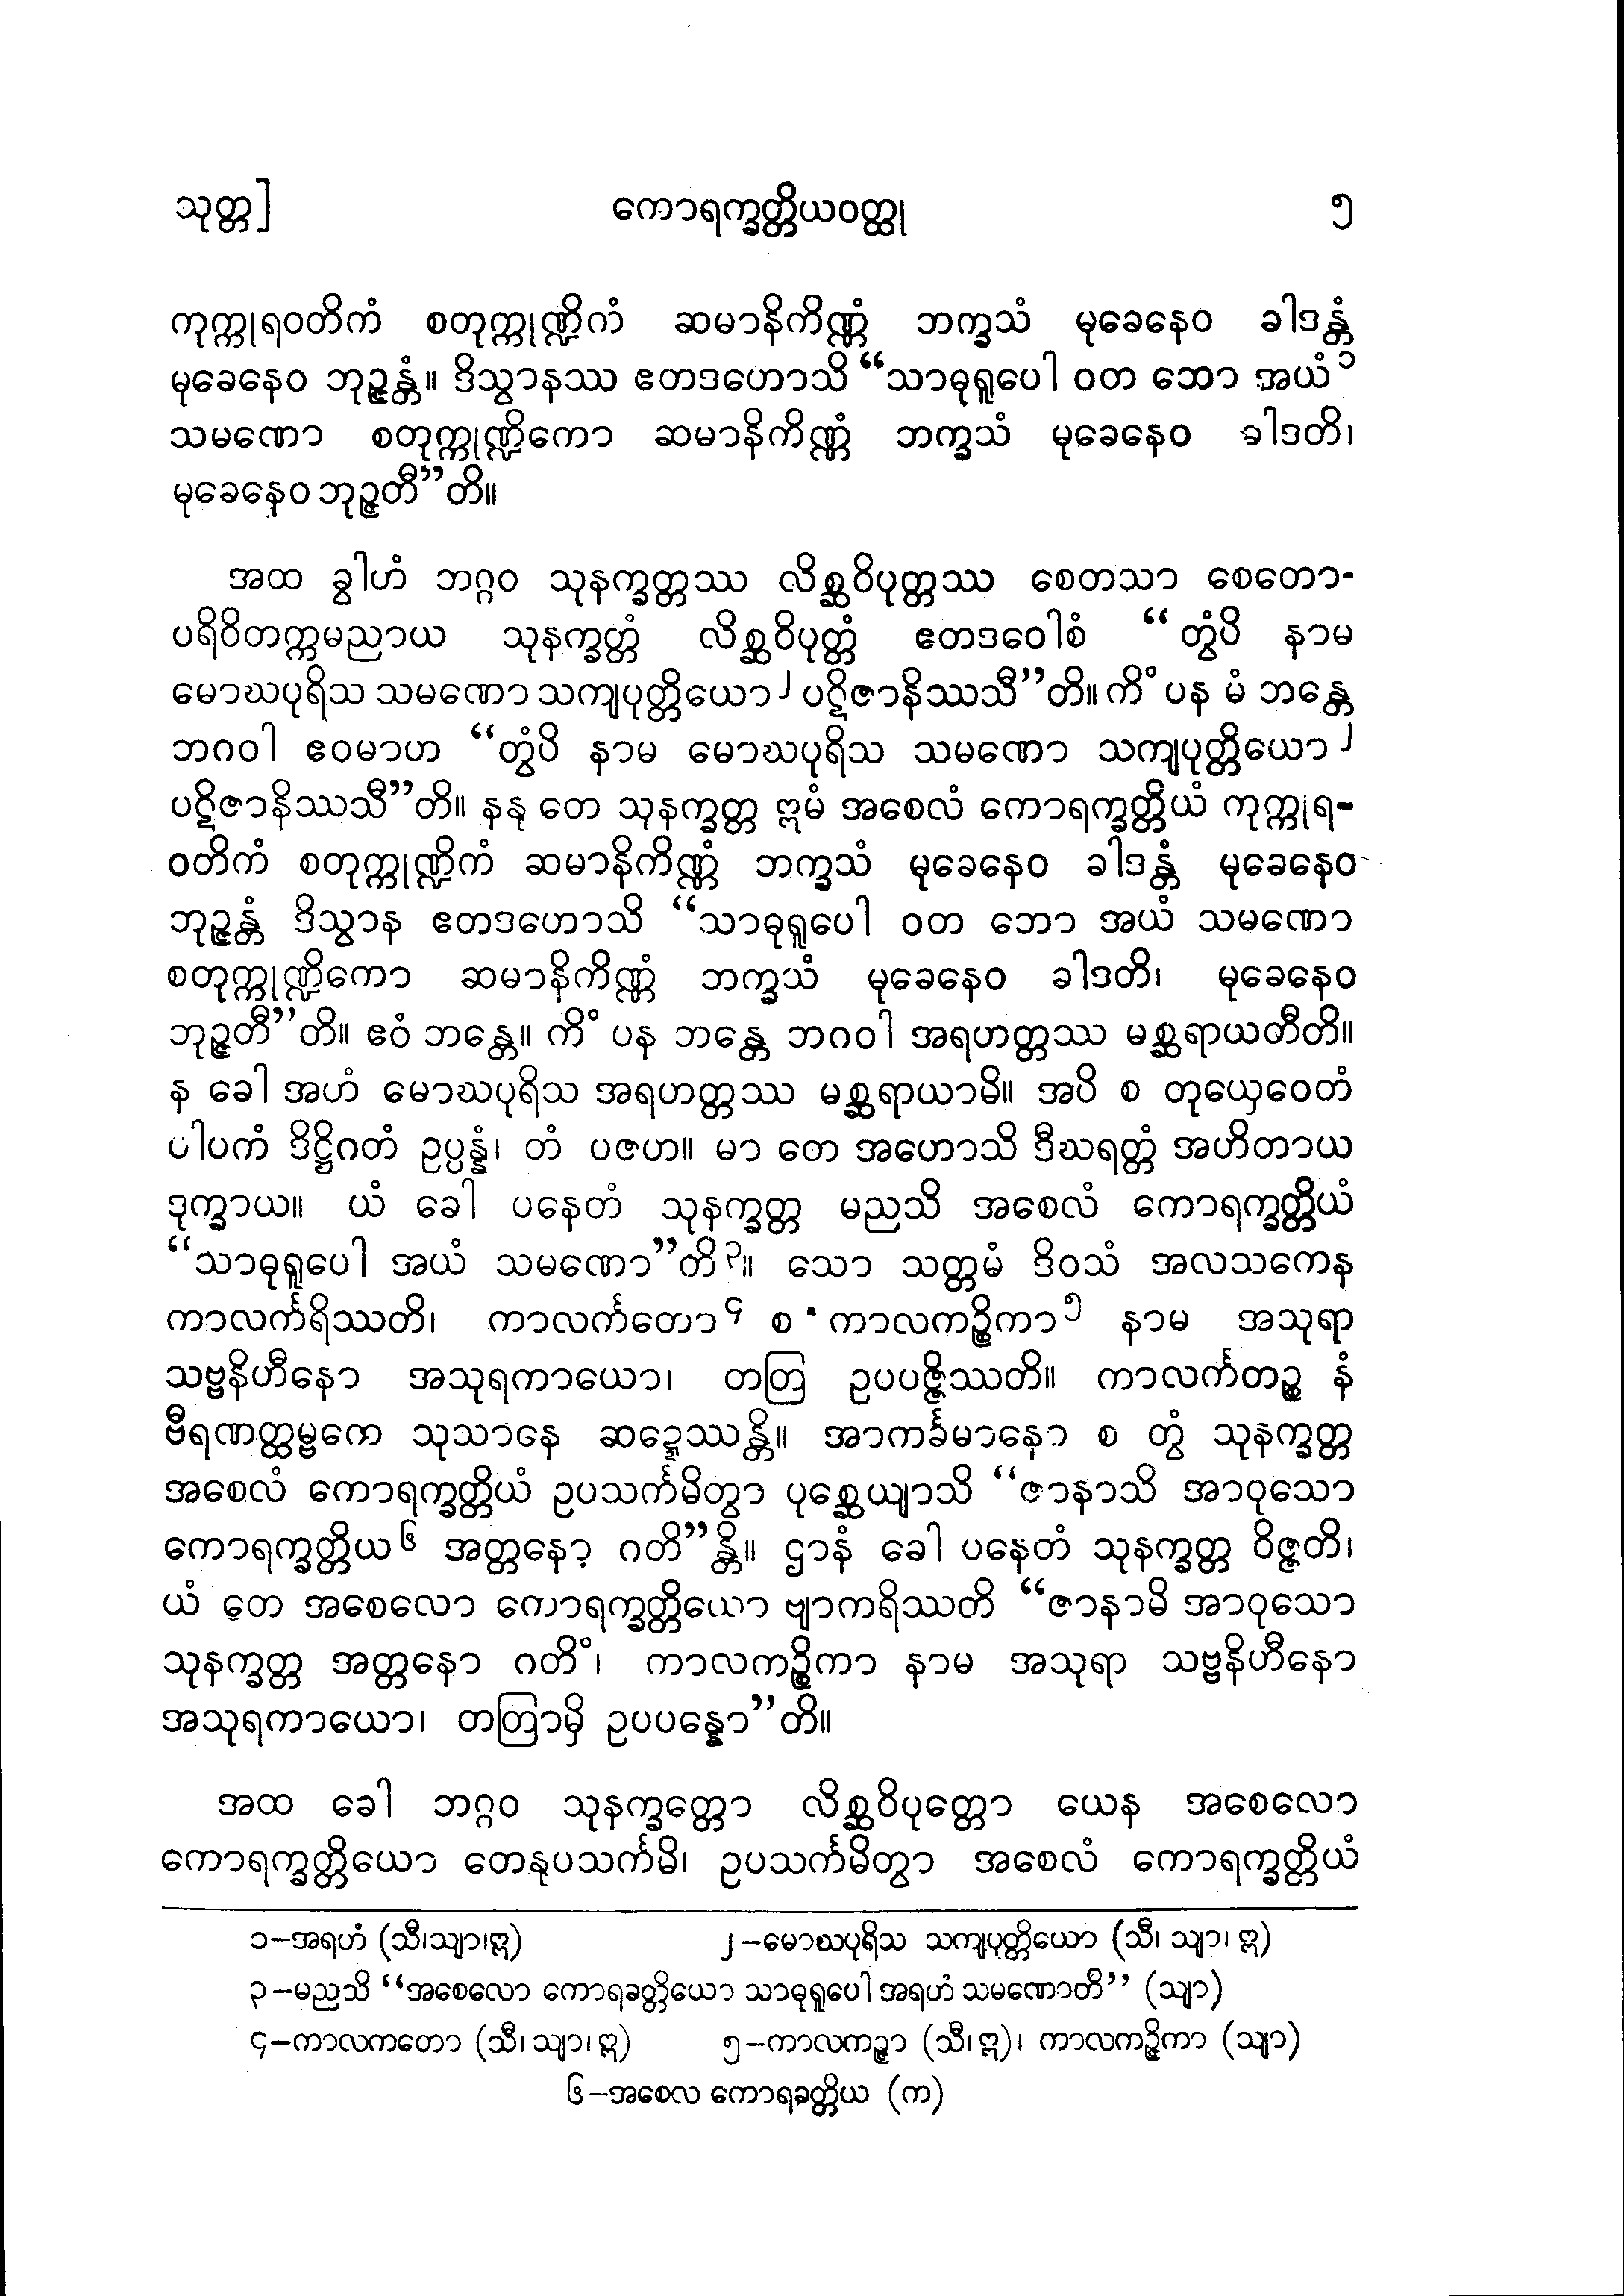 သုတ္တ] ကောရက္ခတ္တိယဝတ္ထု ၅
ကုက္ကုရဝတိကံ စတုက္ကုဏ္ဍိကံ ဆမာနိကိဏ္ဏံ ဘက္ခသံ မုခေနေဝ ခါဒန္တံ
မုခေနေဝ ဘုဉ္ဇန္တံ။ ဒိသွာနဿ ဧတဒဟောသိ “သာဓုရူပေါ ဝတ ဘော အယံ၁
သမဏော စတုက္ကုဏ္ဍိကော ဆမာနိကိဏ္ဏံ ဘက္ခသံ မုခေနေဝ ခါဒတိ၊
မုခေနေဝ ဘုဉ္ဇတီ”တိ။
အထ ခွါဟံ ဘဂ္ဂဝ သုနက္ခတ္တဿ လိစ္ဆဝိပုတ္တဿ စေတသာ စေတော-
ပရိဝိတက္ကမညာယ သုနက္ခတ္တံ လိစ္ဆဝိပုတ္တံ ဧတဒဝေါစံ “တွံပိ နာမ
မောဃပုရိသ သမဏော သကျပုတ္တိယော၂ ပဋိဇာနိဿသီ”တိ။ ကိံ ပန မံ ဘန္တေ
ဘဂဝါ ဧဝမာဟ “တွံပိ နာမ မောဃပုရိသ သမဏော သကျပုတ္တိယော၂
ပဋိဇာနိဿသီ”တိ။ နနု တေ သုနက္ခတ္တ ဣမံ အစေလံ ကောရက္ခတ္တိယံ ကုက္ကုရ-
ဝတိကံ စတုက္ကုဏ္ဍိကံ ဆမာနိကိဏ္ဏံ ဘက္ခသံ မုခေနေဝ ခါဒန္တံ မုခေနေဝ
ဘုဉ္ဇန္တံ ဒိသွာန ဧတဒဟောသိ “သာဓုရူပေါ ဝတ ဘော အယံ သမဏော
စတုက္ကုဏ္ဍိကော ဆမာနိကိဏ္ဏံ ဘက္ခသံ မုခေနေဝ ခါဒတိ၊ မုခေနေဝ
ဘုဉ္ဇတီ”တိ။ ဧဝံ ဘန္တေ။ ကိံ ပန ဘန္တေ ဘဂဝါ အရဟတ္တဿ မစ္ဆရာယတီတိ။
န ခေါ အဟံ မောဃပုရိသ အရဟတ္တဿ မစ္ဆရာယာမိ။ အပိ စ တုယှေဝေတံ
ပါပကံ ဒိဋ္ဌိဂတံ ဥပ္ပန္နံ၊ တံ ပဇဟ။ မာ တေ အဟောသိ ဒီဃရတ္တံ အဟိတာယ
ဒုက္ခာယ။ ယံ ခေါ ပနေတံ သုနက္ခတ္တ မညသိ အစေလံ ကောရက္ခတ္တိယံ
“သာဓုရူပေါ အယံ သမဏော”တိ၃။ သော သတ္တမံ ဒိဝသံ အလသကေန
ကာလင်္ကရိဿတိ၊ ကာလင်္ကတော၄ စ ကာလကဉ္စိကာ၅ နာမ အသုရာ
သဗ္ဗနိဟီနော အသုရကာယော၊ တတြ ဥပပဇ္ဇိဿတိ။ ကာလင်္ကတဉ္စ နံ
ဗီရဏတ္ထမ္ဗကေ သုသာနေ ဆဍ္ဍေဿန္တိ။ အာကင်္ခမာနော စ တွံ သုနက္ခတ္တ
အစေလံ ကောရက္ခတ္တိယံ ဥပသင်္ကမိတွာ ပုစ္ဆေယျာသိ “ဇာနာသိ အာဝုသော
ကောရက္ခတ္တိယ၆ အတ္တနော ဂတိ”န္တိ။ ဌာနံ ခေါ ပနေတံ သုနက္ခတ္တ ဝိဇ္ဇတိ၊
ယံ တေ အစေလော ကောရက္ခတ္တိယော ဗျာကရိဿတိ “ဇာနာမိ အာဝုသော
သုနက္ခတ္တ အတ္တနော ဂတိံ၊ ကာလကဉ္စိကာ နာမ အသုရာ သဗ္ဗနိဟီနော
အသုရကာယော၊ တတြာမှိ ဥပပန္နော”တိ။
အထ ခေါ ဘဂ္ဂဝ သုနက္ခတ္တော လိစ္ဆဝိပုတ္တော ယေန အစေလော
ကောရက္ခတ္တိယော တေနုပသင်္ကမိ၊ ဥပသင်္ကမိတွာ အစေလံ ကောရက္ခတ္တိယံ
၁-အရဟံ (သီ၊သျာ၊ဣ) ၂-မောဃပုရိသ သကျပုတ္တိယော (သီ၊ သျာ၊ ဣ)
၃-မညသိ “အစေလော ကောရခတ္တိယော သာဓုရူပေါ အရဟံ သမဏောတိ” (သျာ)
၄-ကာလကတော (သီ၊ သျာ၊ ဣ) ၅-ကာလကဉ္ဇာ (သီ၊ ဣ)၊ ကာလကဉ္ဇိကာ (သျာ)
၆-အစေလ ကောရခတ္တိယ (က)